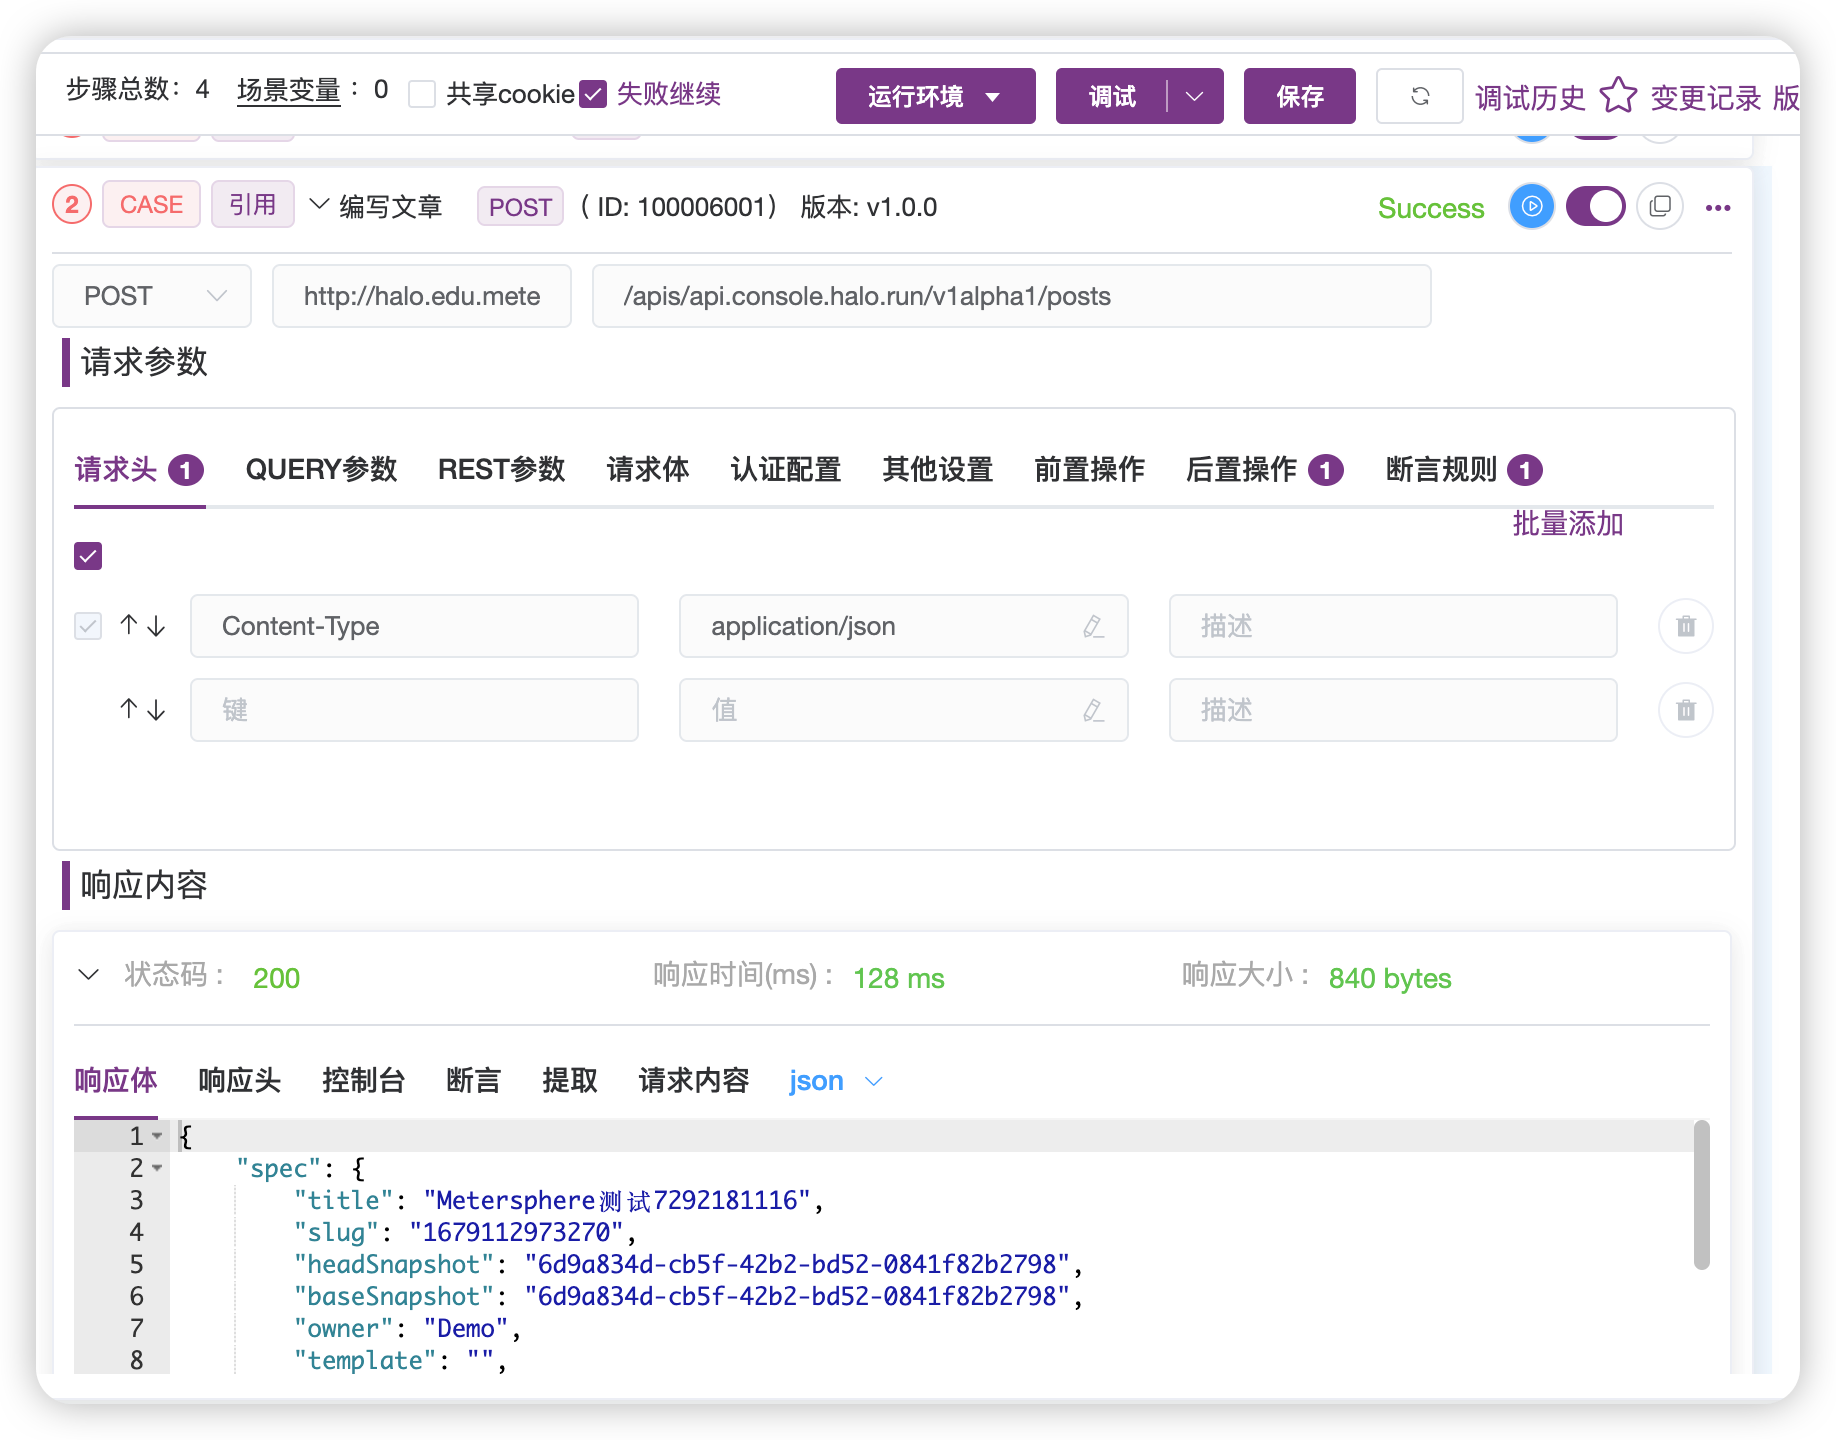 步骤总数：4 场景变量：0 共享cookie 失败继续 运行环境 调试 保存 调试历史 变更记录 版
2 CASE 引用 编写文章 POST （ ID: 100006001） 版本: v1.0.0 Success
POST http://halo.edu.mete /apis/api.console.halo.run/v1alpha1/posts
请求参数
请求头 1 QUERY参数 REST参数 请求体 认证配置 其他设置 前置操作 后置操作 1 断言规则 1
批量添加
Content-Type application/json 描述
键 值 描述
响应内容
状态码： 200 响应时间(ms)： 128 ms 响应大小： 840 bytes
响应体 响应头 控制台 断言 提取 请求内容 json
1 {
2 "spec": {
3 "title": "Metersphere测试7292181116",
4 "slug": "1679112973270",
5 "headSnapshot": "6d9a834d-cb5f-42b2-bd52-0841f82b2798",
6 "baseSnapshot": "6d9a834d-cb5f-42b2-bd52-0841f82b2798",
7 "owner": "Demo",
8 "template": "",